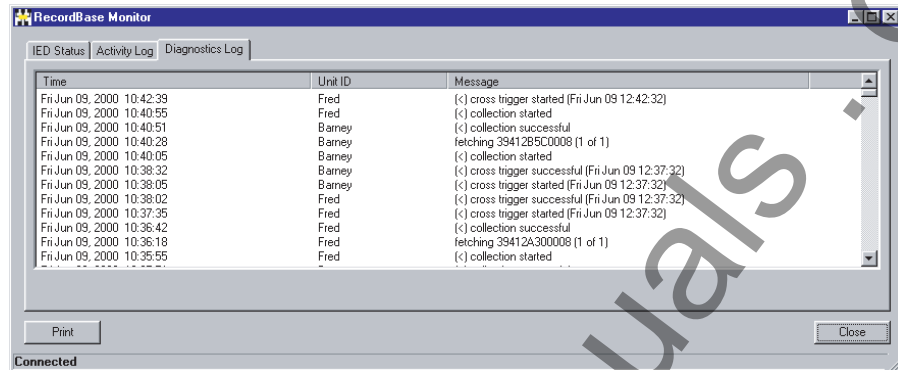 RecordBase Monitor
IED Status Activity Log Diagnostics Log
Time Unit ID Message
Fri Jun 09, 2000 10:42:39 Fred (<) cross trigger started (Fri Jun 09 12:42:32)
Fri Jun 09, 2000 10:40:55 Fred (<) collection started
Fri Jun 09, 2000 10:40:51 Barney (<) collection successful
Fri Jun 09, 2000 10:40:28 Barney fetching 39412B5C0008 (1 of 1)
Fri Jun 09, 2000 10:40:05 Barney (<) collection started
Fri Jun 09, 2000 10:38:32 Barney (<) cross trigger successful (Fri Jun 09 12:37:32)
Fri Jun 09, 2000 10:38:05 Barney (<) cross trigger started (Fri Jun 09 12:37:32)
Fri Jun 09, 2000 10:38:02 Fred (<) cross trigger successful (Fri Jun 09 12:37:32)
Fri Jun 09, 2000 10:37:35 Fred (<) cross trigger started (Fri Jun 09 12:37:32)
Fri Jun 09, 2000 10:36:42 Fred (<) collection successful
Fri Jun 09, 2000 10:36:18 Fred fetching 39412A300008 (1 of 1)
Fri Jun 09, 2000 10:35:55 Fred (<) collection started
Print Close
Connected
uals .